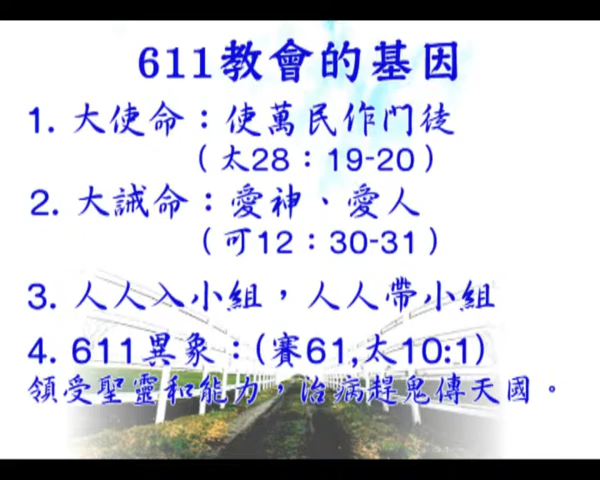 611教會的基因
1. 大使命：使萬民作門徒
（太28：19-20）
2. 大誡命：愛神、愛人
（可12：30-31）
3. 人人入小組，人人帶小組
4. 611異象：(賽61,太10:1)
領受聖靈和能力，治病趕鬼傳天國。